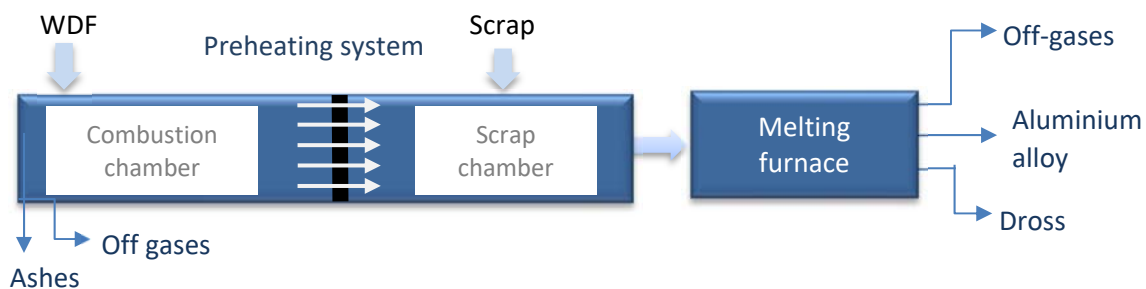 WDF
Preheating system
Scrap
Off-gases
Combustion
chamber
Scrap
chamber
Melting
furnace
Aluminium
alloy
Dross
Off gases
Ashes